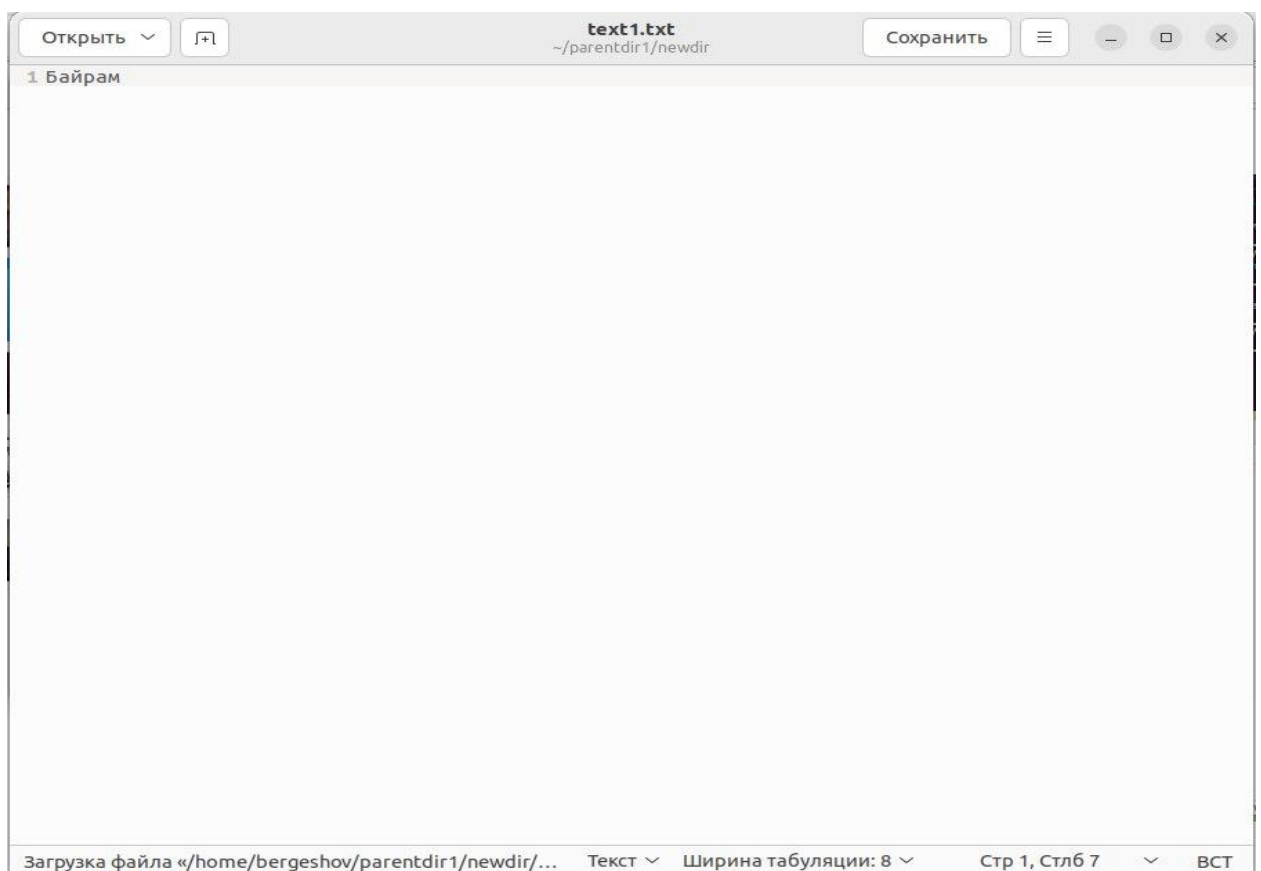 Открыть
text1.txt
~/parentdir1/newdir
Сохранить
1 Байрам
Загрузка файла «/home/bergeshov/parentdir1/newdir/… Текст Ширина табуляции: 8 Стр 1, Стлб 7 ВСТ